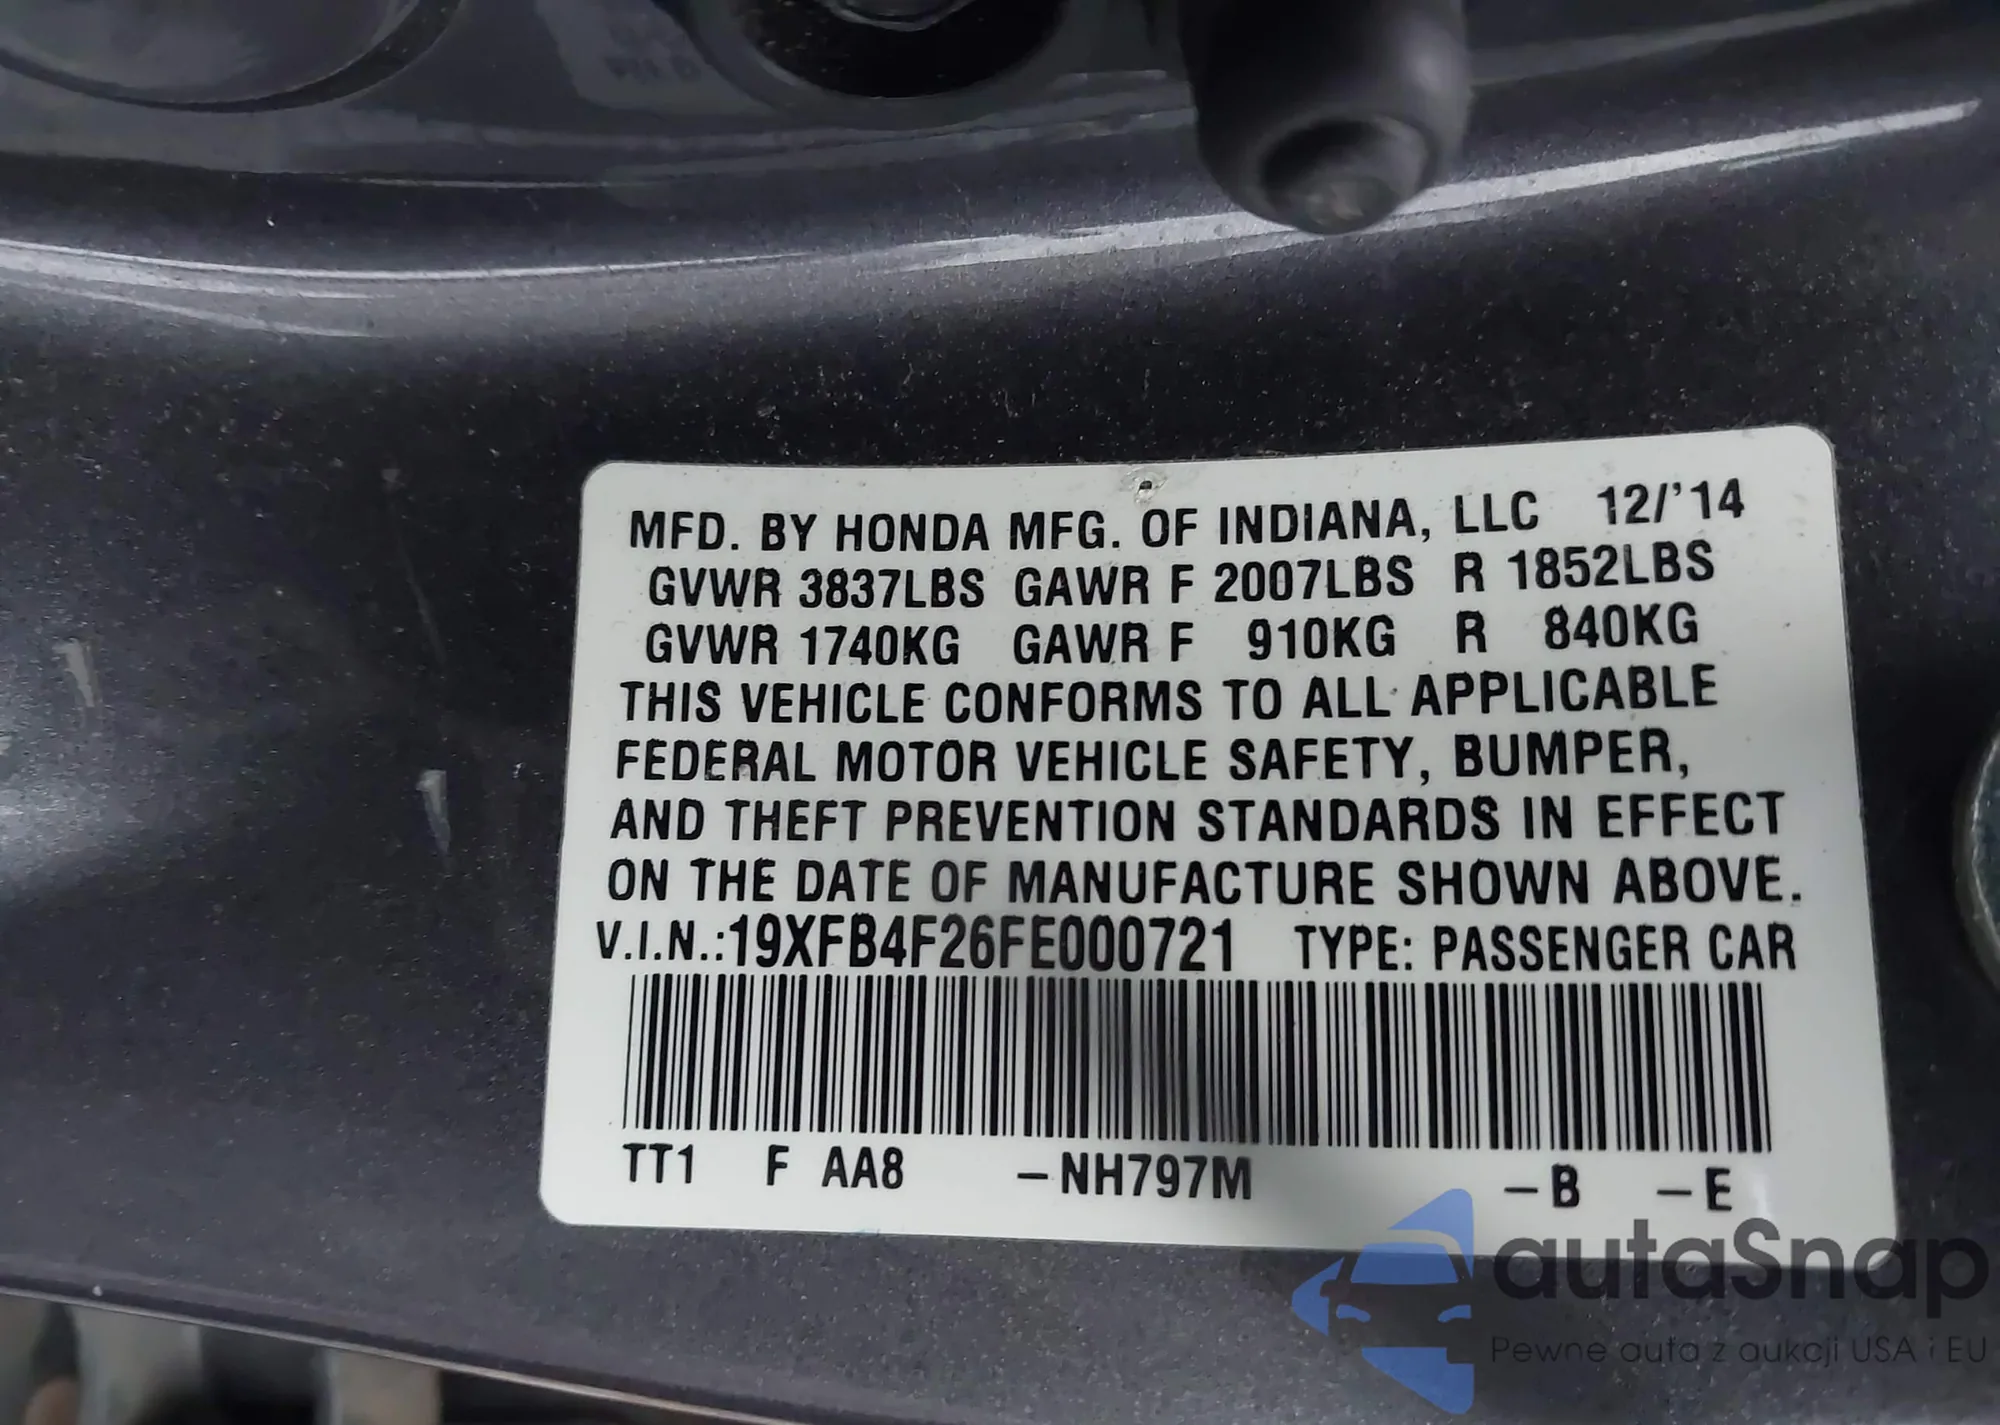 MFD. BY HONDA MFG. OF INDIANA, LLC 12/'14
GVWR 3837LBS GAWR F 2007LBS R 1852LBS
GVWR 1740KG GAWR F 910KG R 840KG
THIS VEHICLE CONFORMS TO ALL APPLICABLE
FEDERAL MOTOR VEHICLE SAFETY, BUMPER,
AND THEFT PREVENTION STANDARDS IN EFFECT
ON THE DATE OF MANUFACTURE SHOWN ABOVE.
V.I.N.:19XFB4F26FE000721 TYPE: PASSENGER CAR
TT1 F AA8 –NH797M –B –E
autaSnap
Pewne auta z aukcji USA i EU